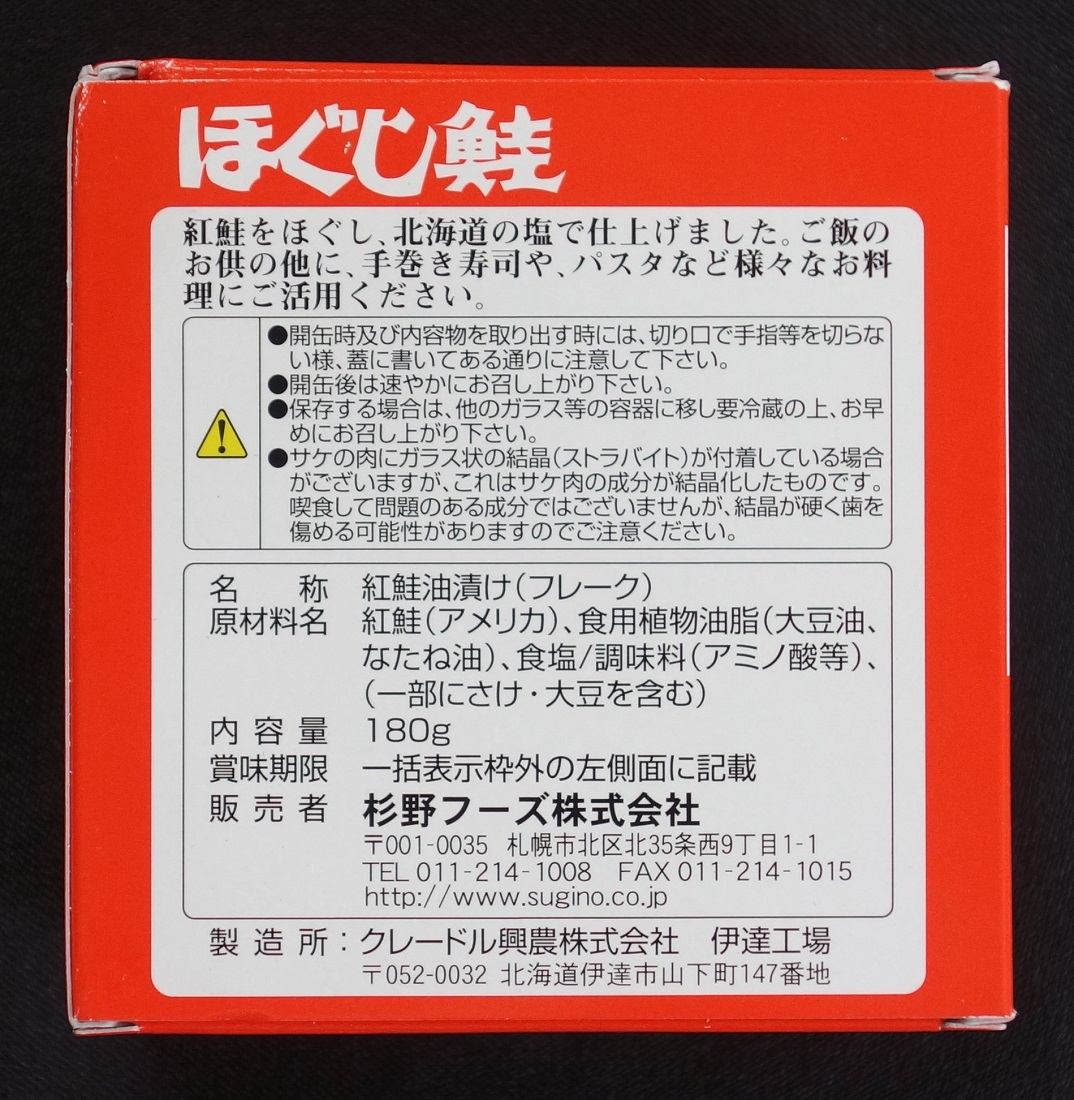 ほぐし鮭
紅鮭をほぐし、北海道の塩で仕上げました。ご飯の
お供の他に、手巻き寿司や、パスタなど様々なお料
理にご活用ください。
●開缶時及び内容物を取り出す時には、切り口で手指等を切らな
い様、蓋に書いてある通りに注意して下さい。
●開缶後は速やかにお召し上がり下さい。
●保存する場合は、他のガラス等の容器に移し要冷蔵の上、お早
めにお召し上がり下さい。
●サケの肉にガラス状の結晶(ストラバイト)が付着している場合
がございますが、これはサケ肉の成分が結晶化したものです。
喫食して問題のある成分ではございませんが、結晶が硬く歯を
傷める可能性がありますのでご注意ください。
名称 紅鮭油漬け(フレーク)
原材料名 紅鮭(アメリカ)、食用植物油脂(大豆油、
なたね油)、食塩/調味料(アミノ酸等)、
(一部にさけ・大豆を含む)
内容量 180g
賞味期限 一括表示枠外の左側面に記載
販売者 杉野フーズ株式会社
〒001-0035 札幌市北区北35条西9丁目1-1
TEL 011-214-1008 FAX 011-214-1015
http://www.sugino.co.jp
製造所:クレードル興農株式会社 伊達工場
〒052-0032 北海道伊達市山下町147番地